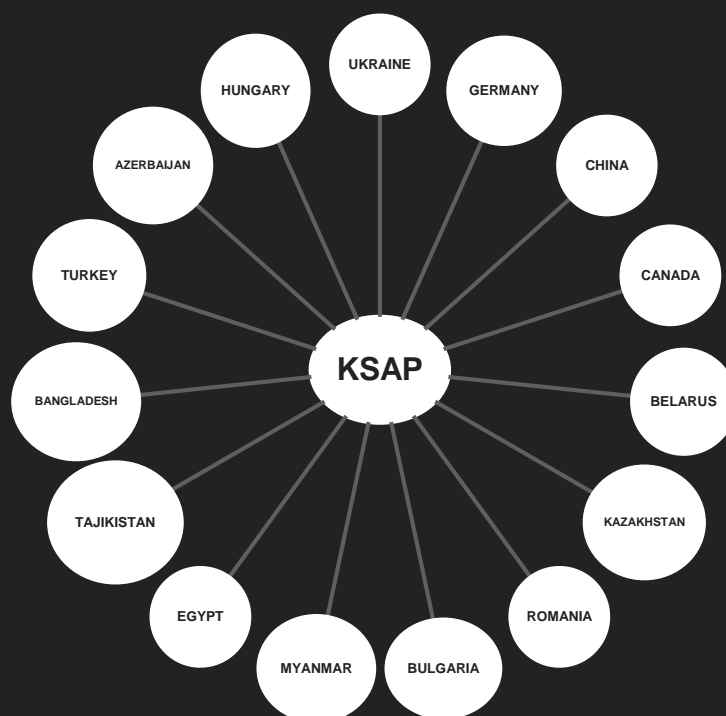 UKRAINE
HUNGARY
GERMANY
AZERBAIJAN
CHINA
TURKEY
CANADA
KSAP
BANGLADESH
BELARUS
TAJIKISTAN
KAZAKHSTAN
EGYPT
ROMANIA
MYANMAR
BULGARIA